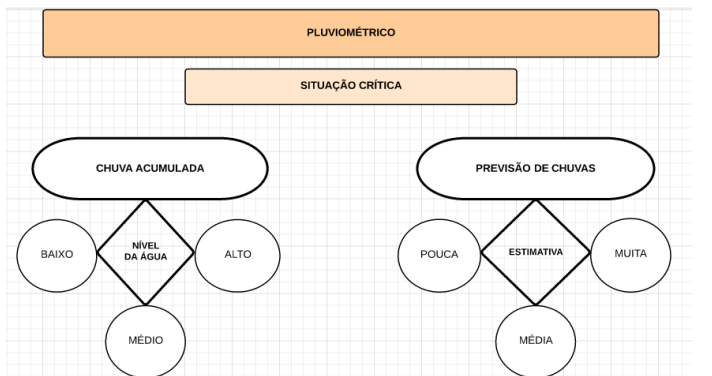 PLUVIOMÉTRICO
SITUAÇÃO CRÍTICA
CHUVA ACUMULADA
BAIXO
NÍVEL
DA ÁGUA
ALTO
MÉDIO
PREVISÃO DE CHUVAS
POUCA
ESTIMATIVA
MUITA
MÉDIA